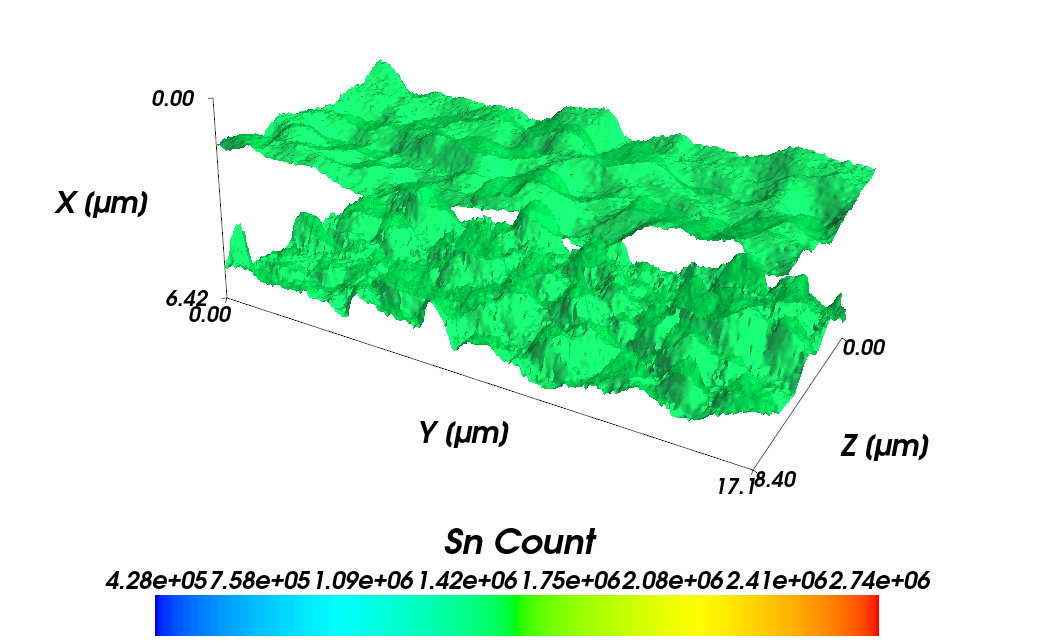 0.00
X (µm)
6.42
0.00
0.00
Y (µm)
Z (µm)
17.1
8.40
Sn Count
4.28e+05 7.58e+05 1.09e+06 1.42e+06 1.75e+06 2.08e+06 2.41e+06 2.74e+06